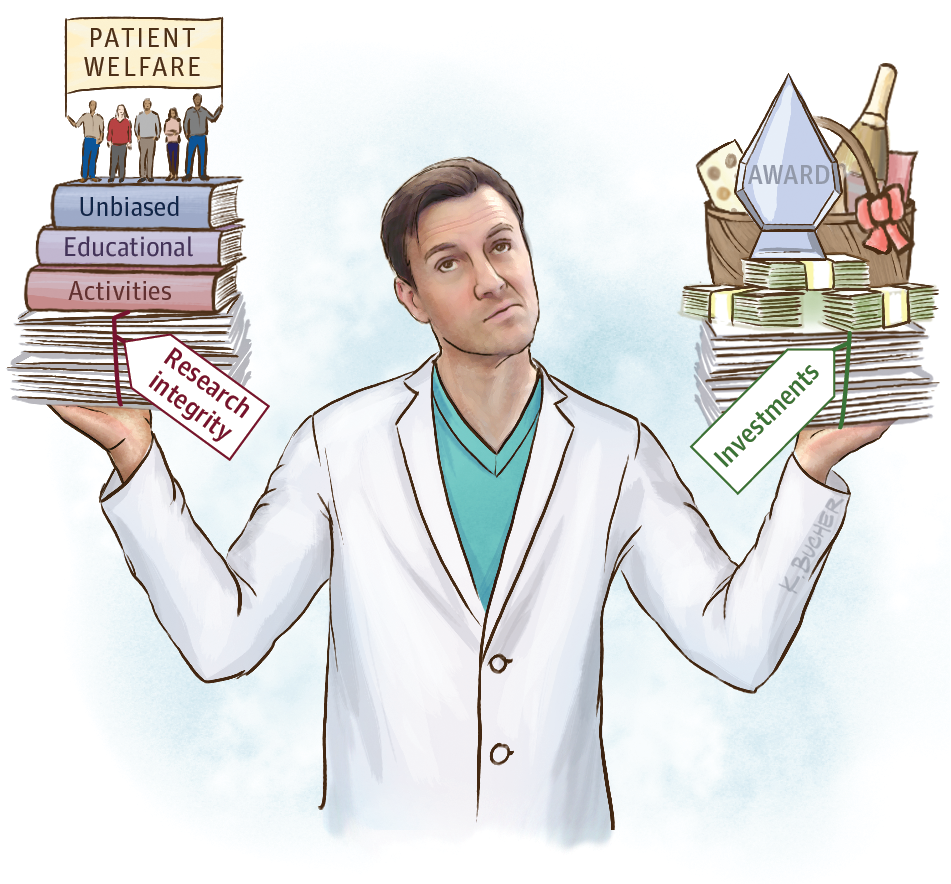 PATIENT
WELFARE
Unbiased
Educational
Activities
Research
integrity
AWARD
Investments
K. BUCHER